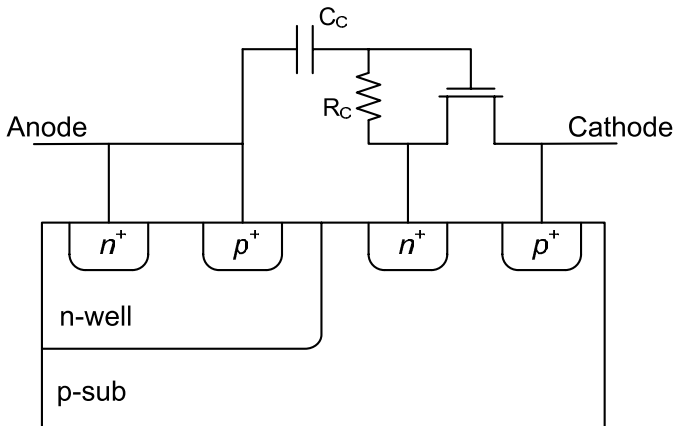 C_C
R_C
Anode
Cathode
n⁺
p⁺
n⁺
p⁺
n-well
p-sub